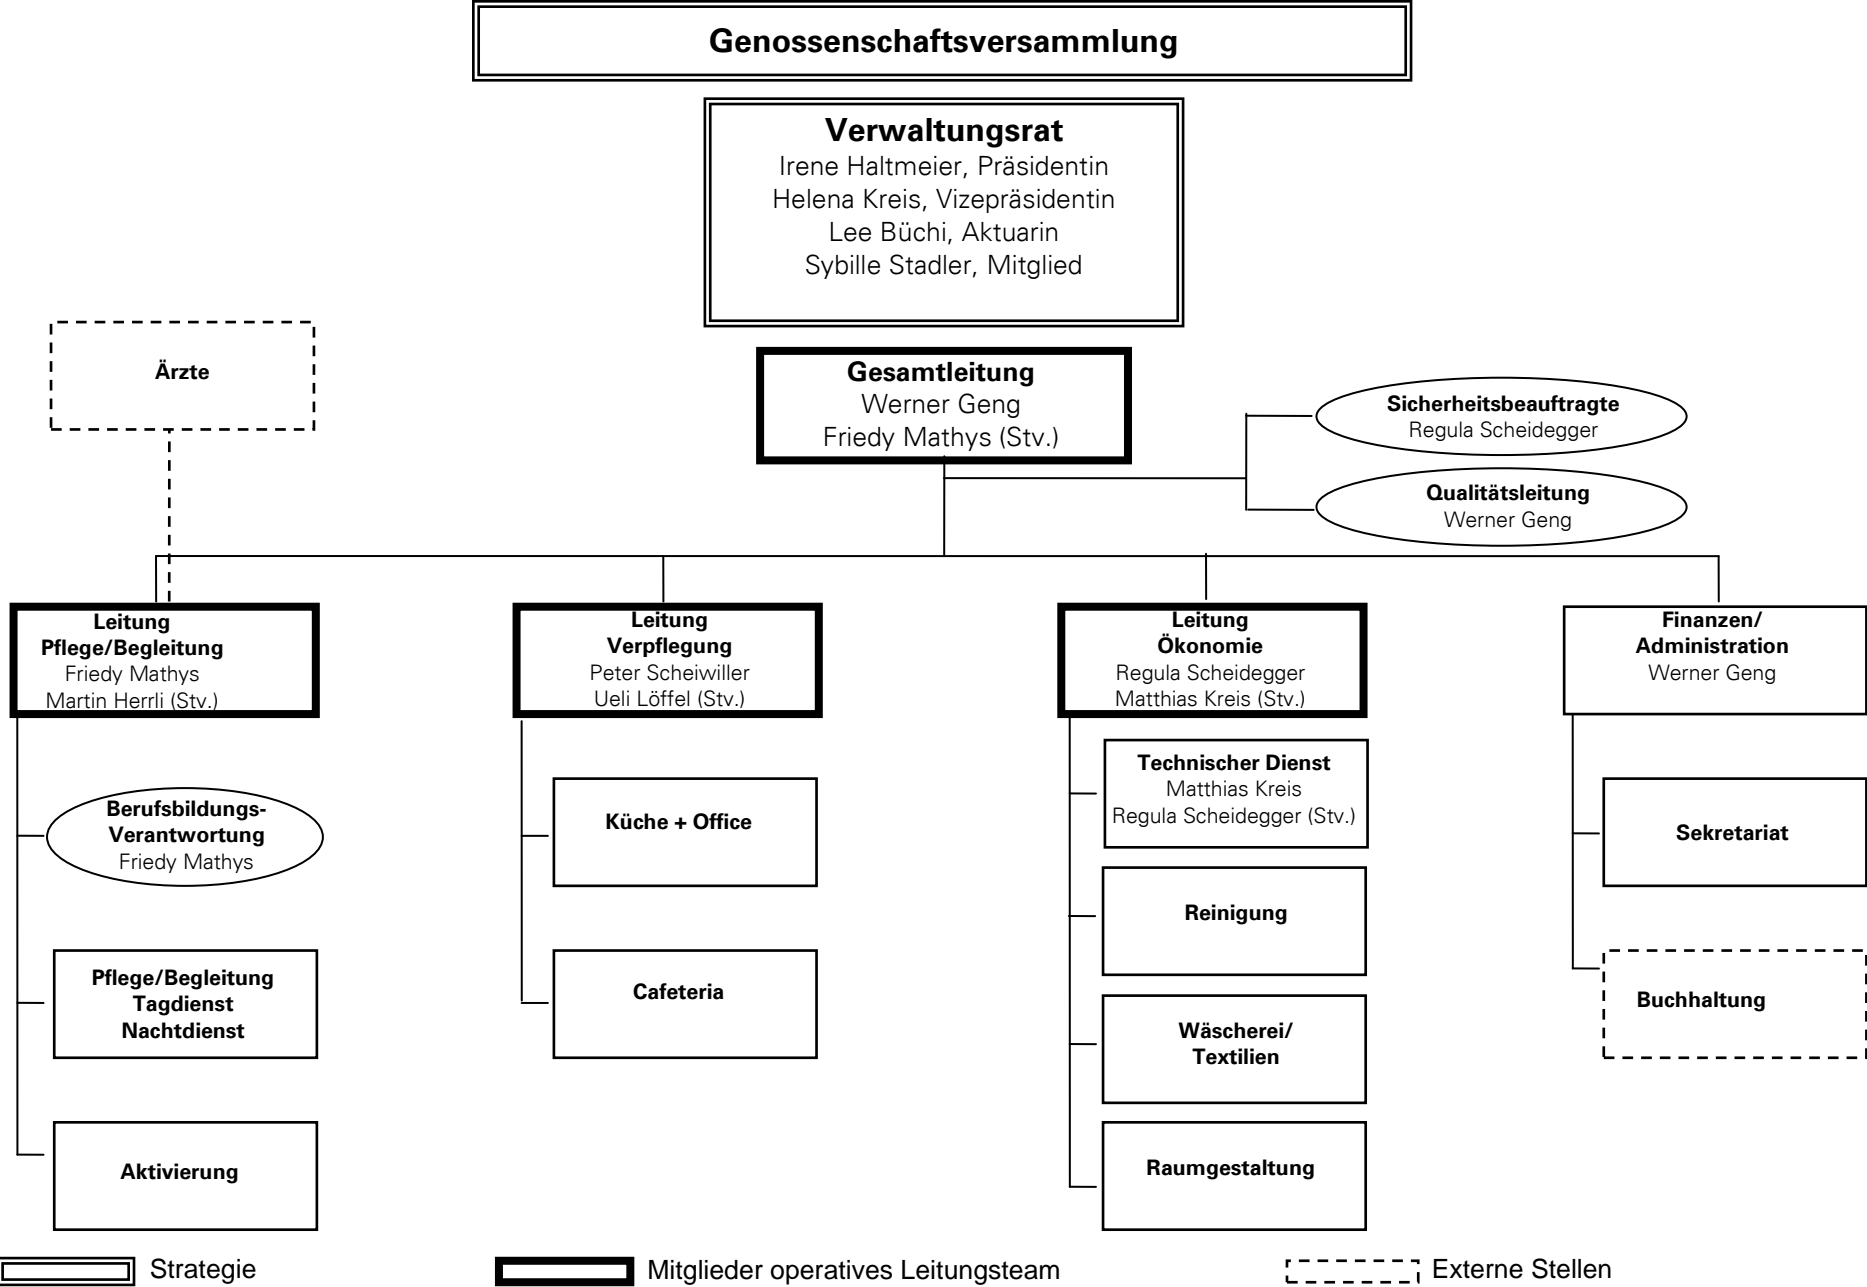 Genossenschaftsversammlung
Verwaltungsrat
Irene Haltmeier, Präsidentin
Helena Kreis, Vizepräsidentin
Lee Büchi, Aktuarin
Sybille Stadler, Mitglied
Ärzte
Gesamtleitung
Werner Geng
Friedy Mathys (Stv.)
Sicherheitsbeauftragte
Regula Scheidegger
Qualitätsleitung
Werner Geng
Leitung
Pflege/Begleitung
Friedy Mathys
Martin Herrli (Stv.)
Leitung
Verpflegung
Peter Scheiwiller
Ueli Löffel (Stv.)
Leitung
Ökonomie
Regula Scheidegger
Matthias Kreis (Stv.)
Finanzen/
Administration
Werner Geng
Berufsbildungs-
Verantwortung
Friedy Mathys
Pflege/Begleitung
Tagdienst
Nachtdienst
Aktivierung
Küche + Office
Cafeteria
Technischer Dienst
Matthias Kreis
Regula Scheidegger (Stv.)
Reinigung
Wäscherei/
Textilien
Raumgestaltung
Sekretariat
Buchhaltung
Strategie
Mitglieder operatives Leitungsteam
Externe Stellen